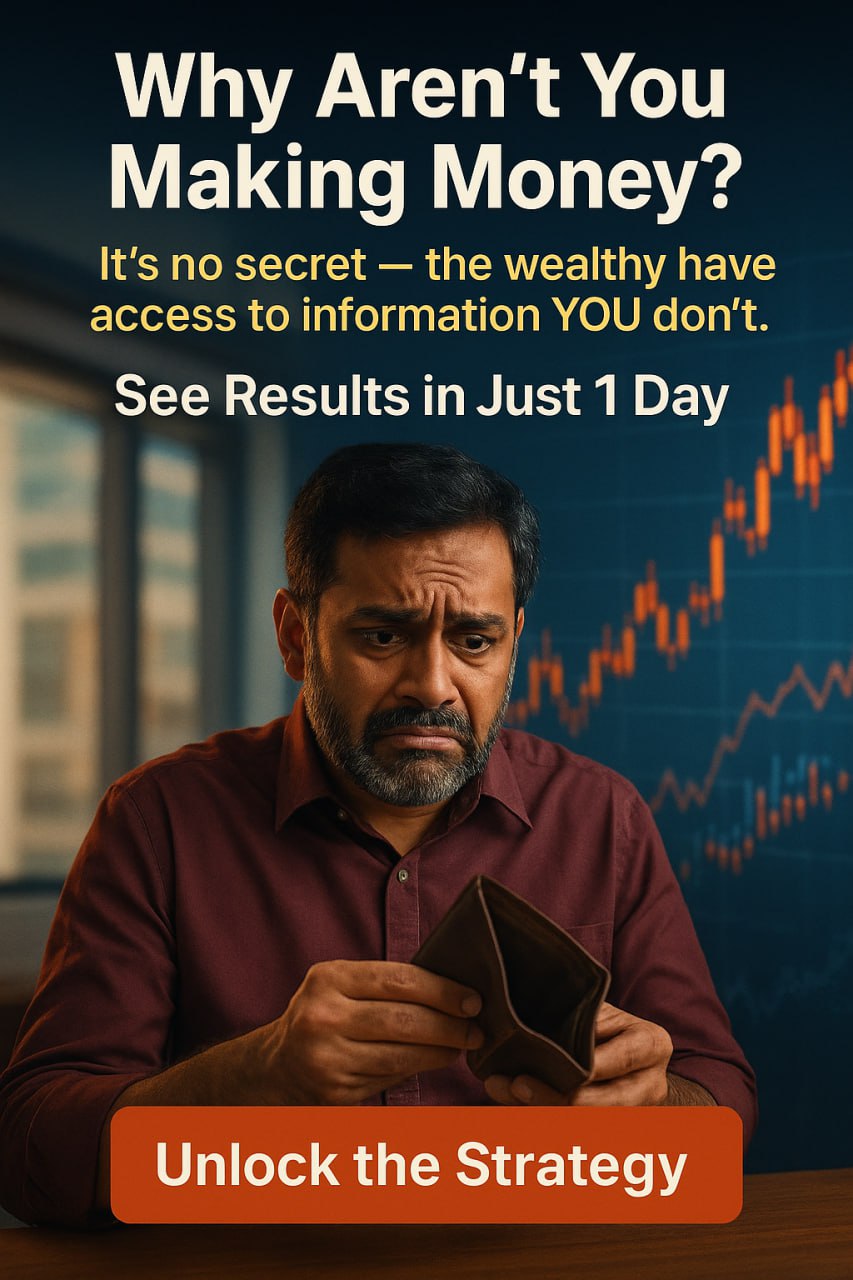 Why Aren't You
Making Money?
It's no secret — the wealthy have
access to information YOU don't.
See Results in Just 1 Day
Unlock the Strategy